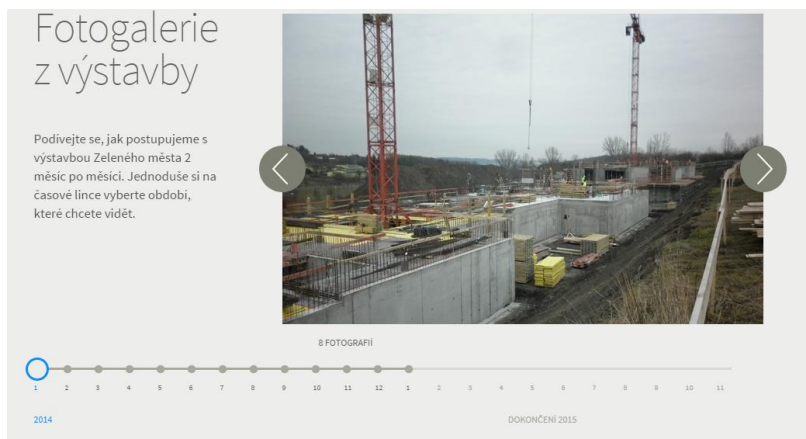 Fotogalerie
z výstavby
Podívejte se, jak postupujeme s
výstavbou Zeleného města 2
měsíc po měsíci. Jednoduše si na
časové lince vyberte období,
které chcete vidět.
8 FOTOGRAFIÍ
1 2 3 4 5 6 7 8 9 10 11 12 1 2 3 4 5 6 7 8 9 10 11
2014 DOKONČENÍ 2015